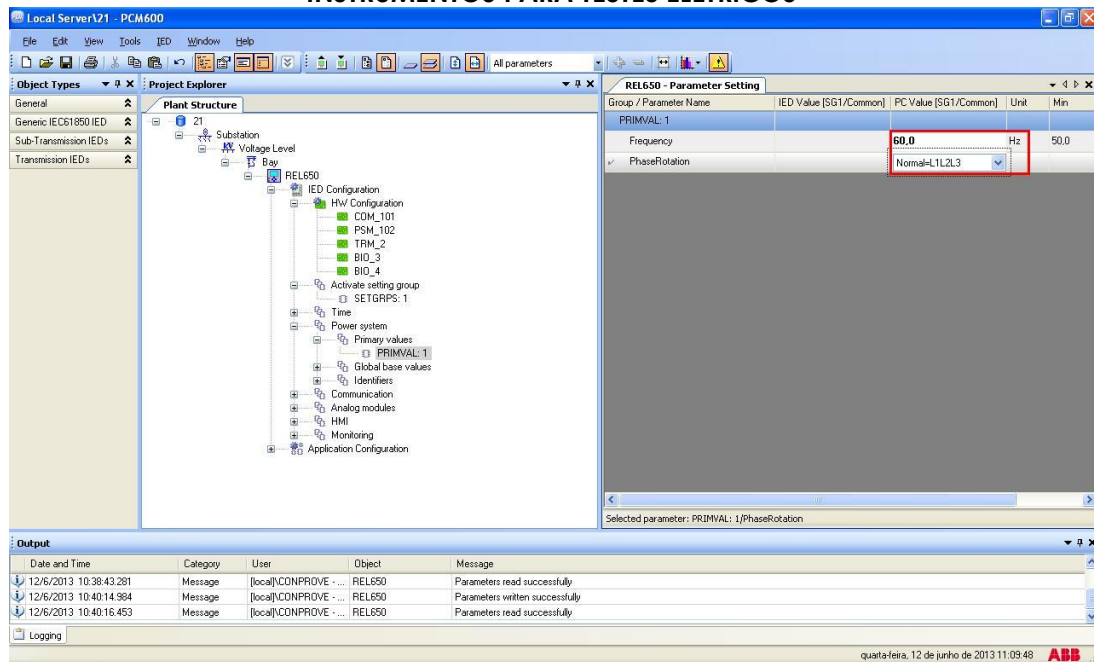 INSTRUMENTOS PARA TESTES ELÉTRICOS
Local Server\21 - PCM600
File Edit View Tools IED Window Help
All parameters
Object Types
General
Generic IEC61850 IED
Sub-Transmission IEDs
Transmission IEDs
Project Explorer
Plant Structure
21
Substation
Voltage Level
Bay
REL650
IED Configuration
HW Configuration
COM_101
PSM_102
TRM_2
BIO_3
BIO_4
Activate setting group
SETGRPS: 1
Time
Power system
Primary values
PRIMVAL: 1
Global base values
Identifiers
Communication
Analog modules
HMI
Monitoring
Application Configuration
REL650 - Parameter Setting
Group / Parameter Name IED Value [SG1/Common] PC Value [SG1/Common] Unit Min
PRIMVAL: 1
Frequency 60,0 Hz 50,0
PhaseRotation Normal=L1L2L3
Selected parameter: PRIMVAL: 1/PhaseRotation
Output
Date and Time Category User Object Message
12/6/2013 10:38:43.281 Message [local]\CONPROVE - ... REL650 Parameters read successfully
12/6/2013 10:40:14.984 Message [local]\CONPROVE - ... REL650 Parameters written successfully
12/6/2013 10:40:16.453 Message [local]\CONPROVE - ... REL650 Parameters read successfully
Logging
quarta-feira, 12 de junho de 2013 11:09:48 ABB